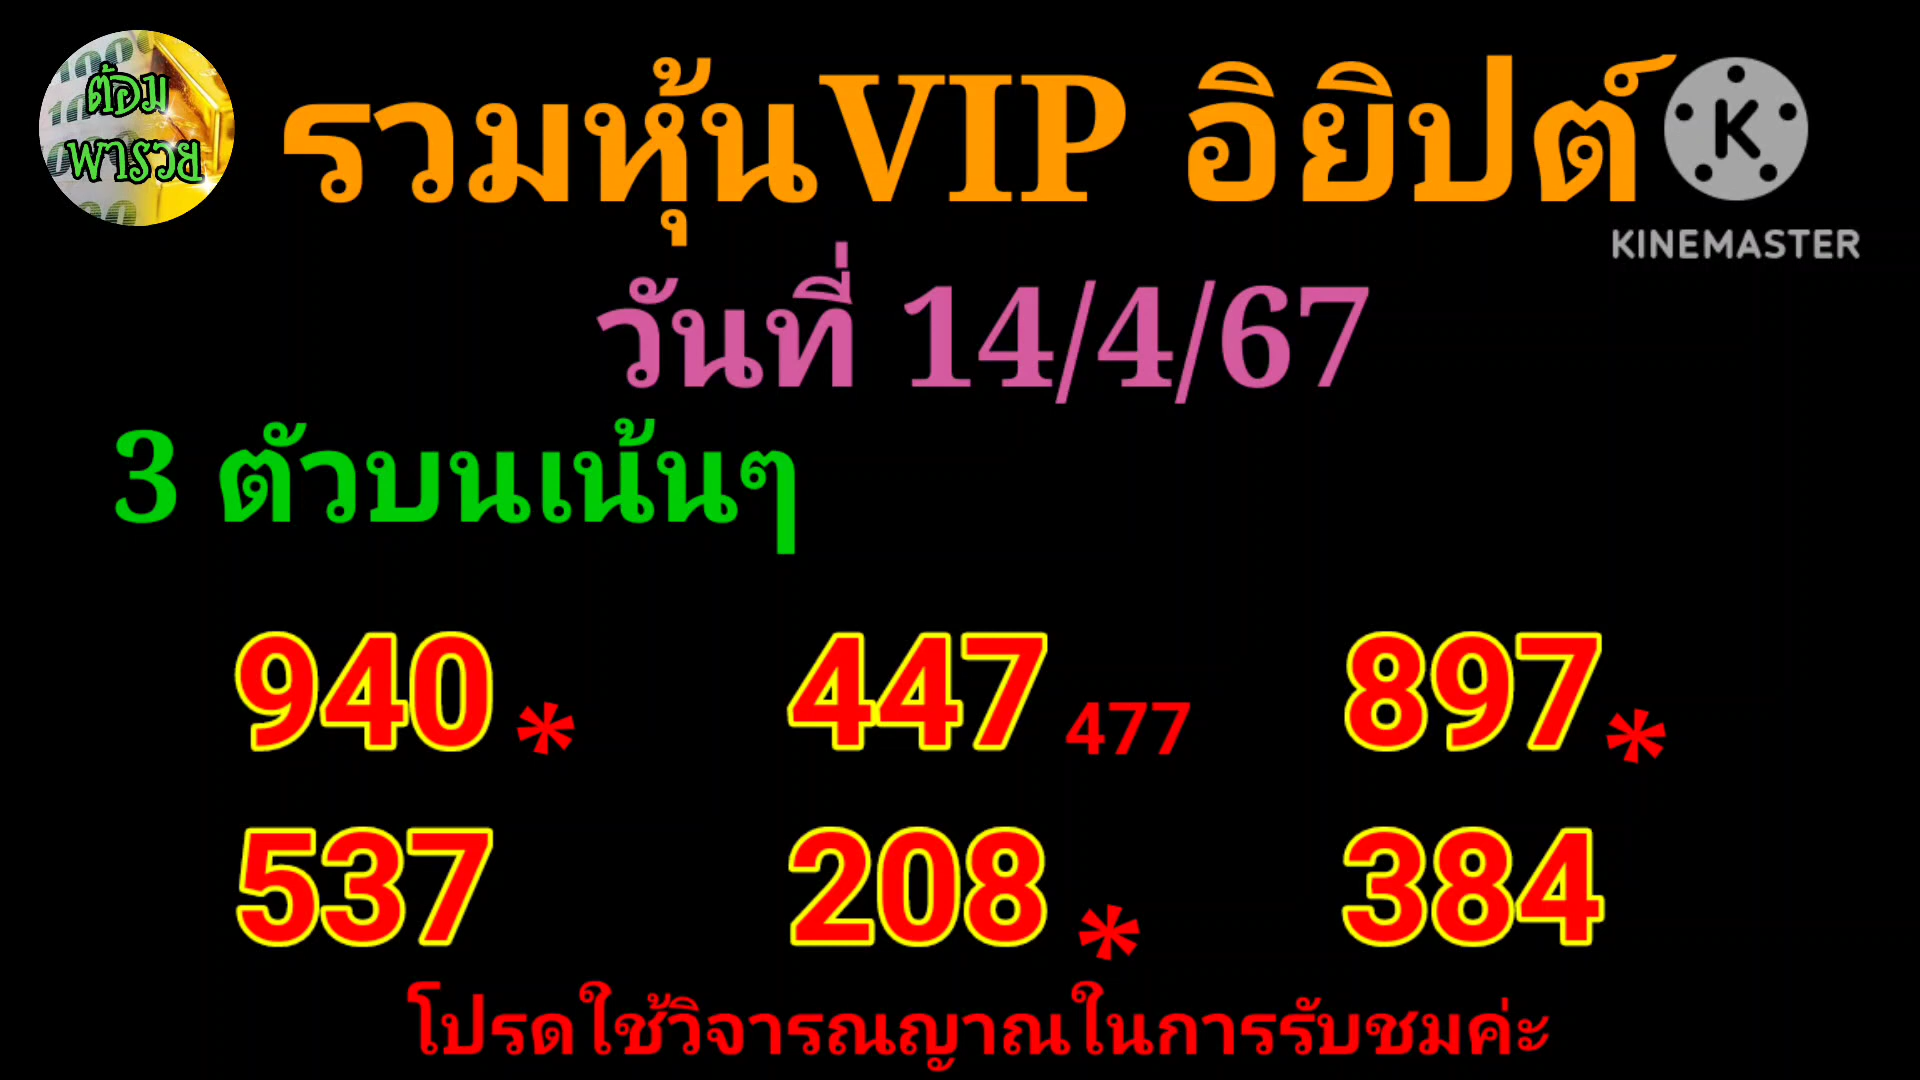 ต้อม
พารวย
รวมหุ้นVIP อิยิปต์
KINEMASTER
วันที่ 14/4/67
3 ตัวบนเน้นๆ
940 * 447 477 897 *
537 208 * 384
โปรดใช้วิจารณญาณในการรับชมค่ะ